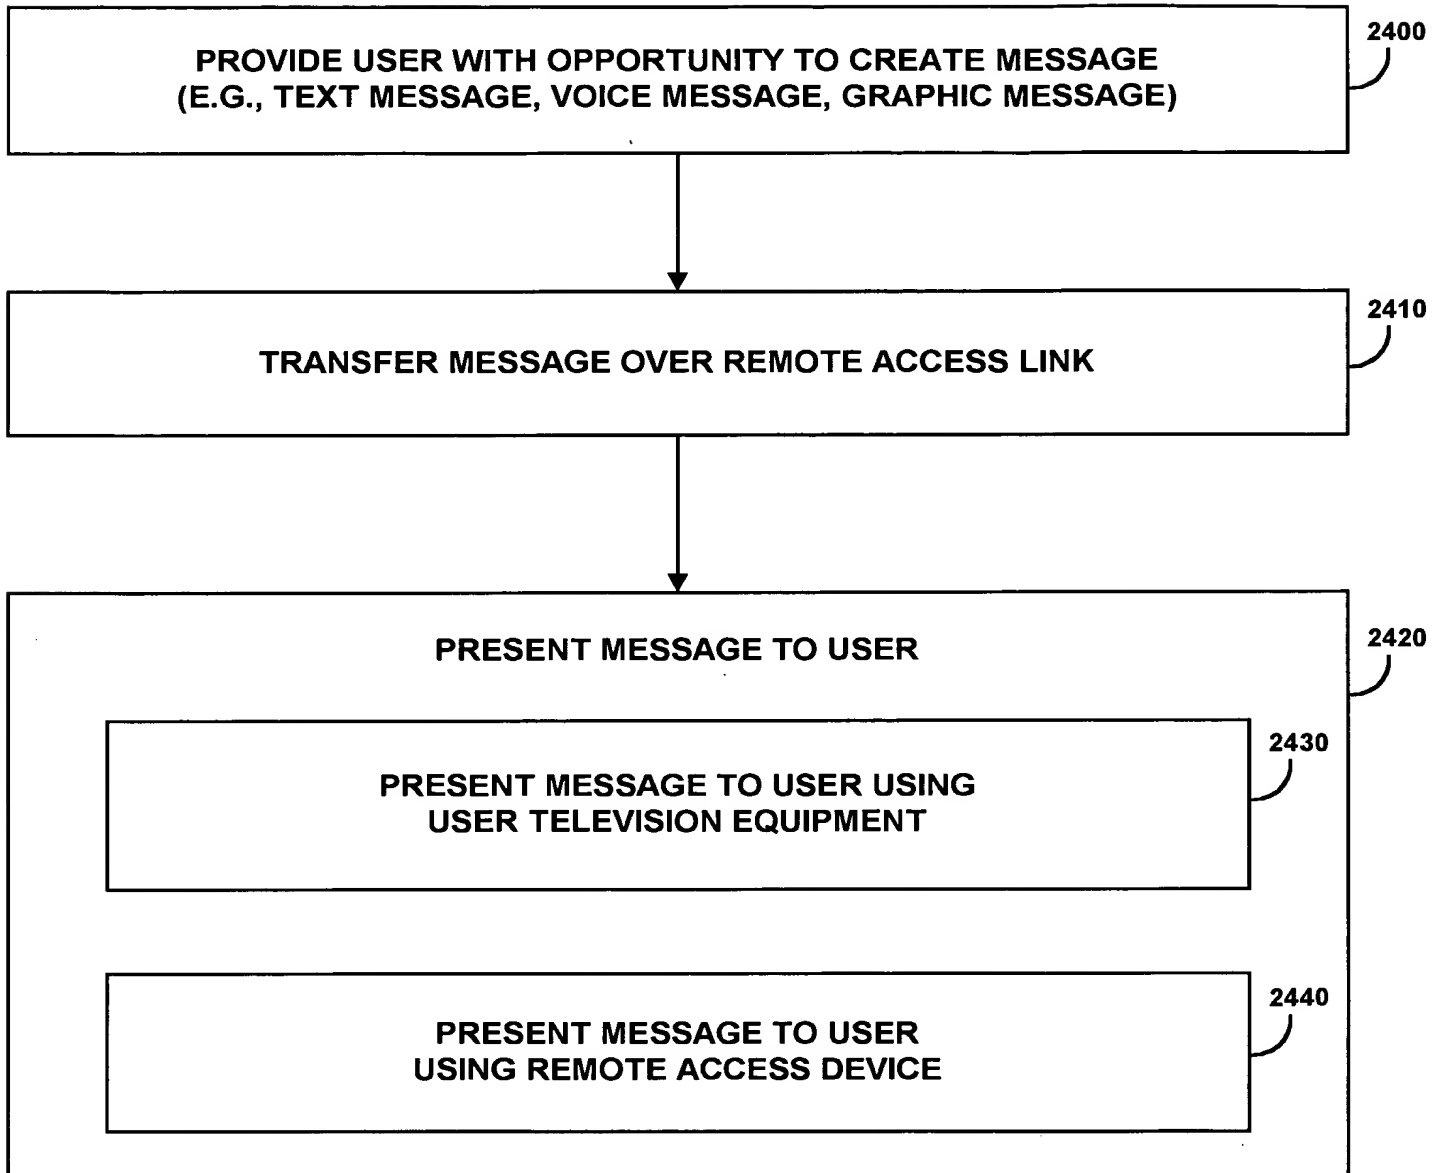 2400
PROVIDE USER WITH OPPORTUNITY TO CREATE MESSAGE
(E.G., TEXT MESSAGE, VOICE MESSAGE, GRAPHIC MESSAGE)
2410
TRANSFER MESSAGE OVER REMOTE ACCESS LINK
2420
PRESENT MESSAGE TO USER
2430
PRESENT MESSAGE TO USER USING
USER TELEVISION EQUIPMENT
2440
PRESENT MESSAGE TO USER
USING REMOTE ACCESS DEVICE